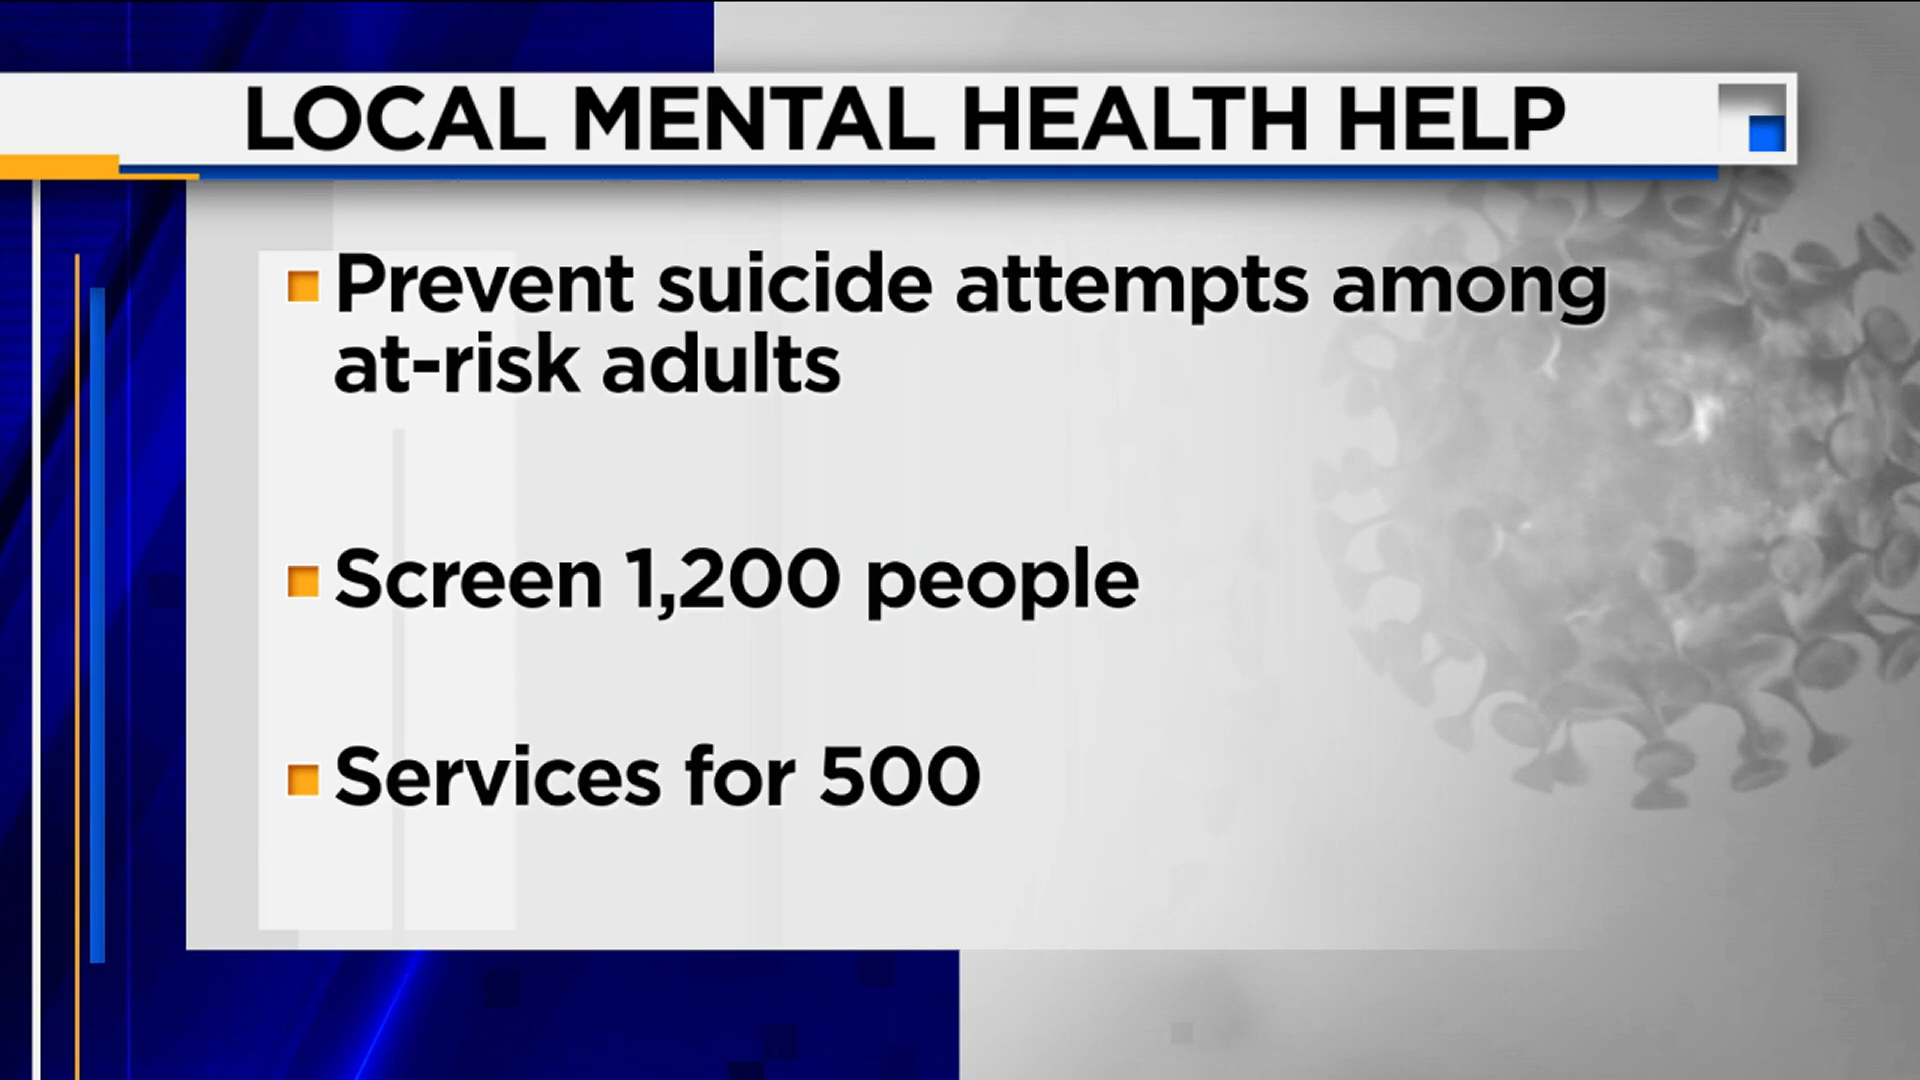 LOCAL MENTAL HEALTH HELP
Prevent suicide attempts among
at-risk adults
Screen 1,200 people
Services for 500